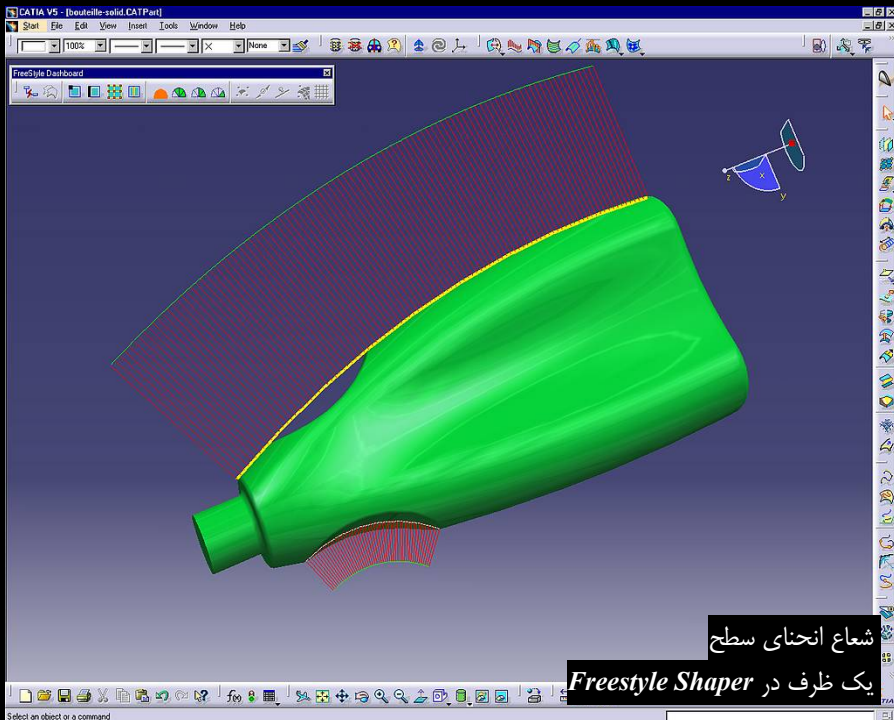 CATIA V5 - [bouteille-solid.CATPart]
Start File Edit View Insert Tools Window Help
100% None
FreeStyle Dashboard
z x y
شعاع انحنای سطح
یک ظرف در Freestyle Shaper
Select an object or a command